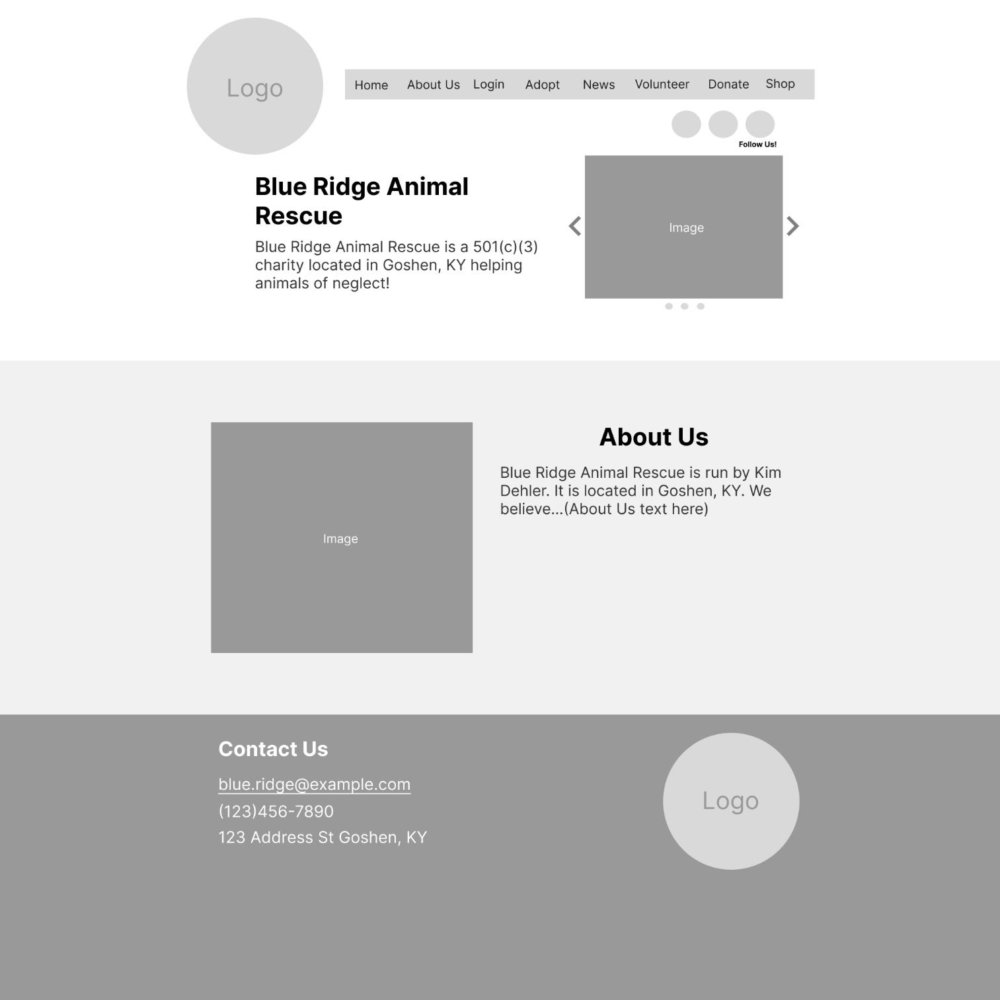 Logo
Home About Us Login Adopt News Volunteer Donate Shop
Follow Us!
Blue Ridge Animal
Rescue
Blue Ridge Animal Rescue is a 501(c)(3)
charity located in Goshen, KY helping
animals of neglect!
Image
Image
About Us
Blue Ridge Animal Rescue is run by Kim
Dehler. It is located in Goshen, KY. We
believe...(About Us text here)
Contact Us
blue.ridge@example.com
(123)456-7890
123 Address St Goshen, KY
Logo